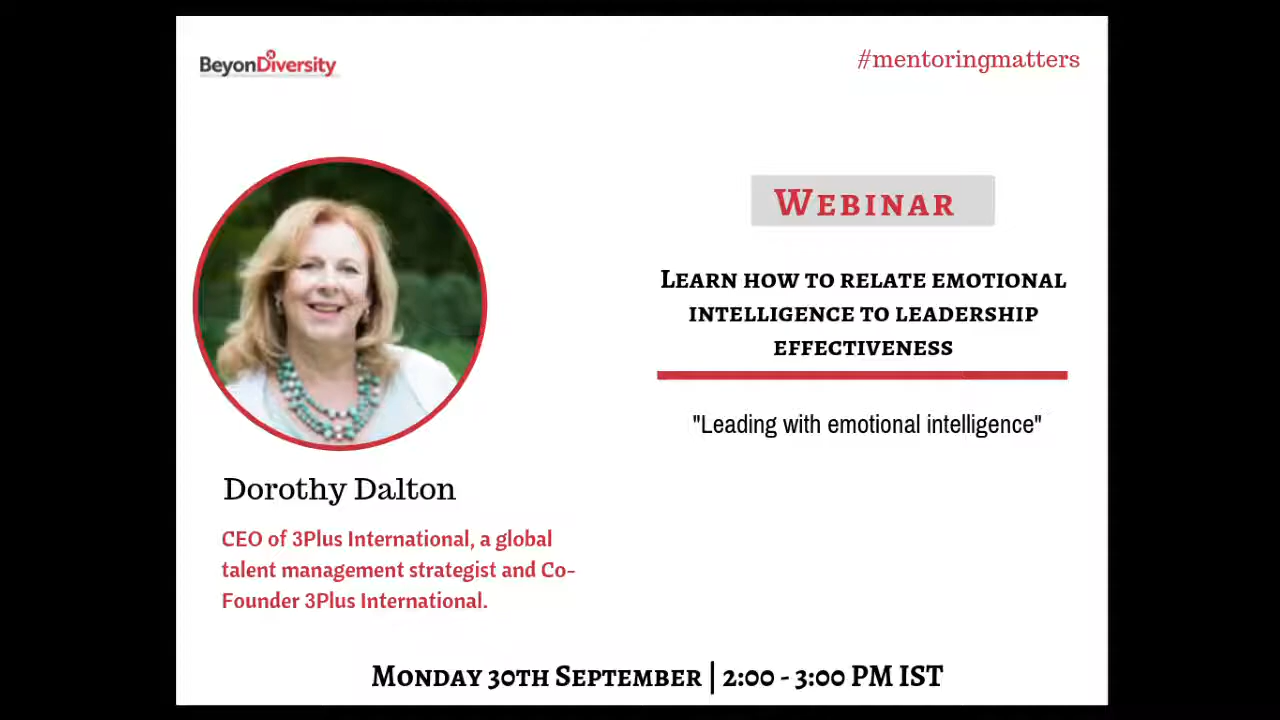 BeyonDiversity
#mentoringmatters
Webinar
Learn how to relate emotional
intelligence to leadership
effectiveness
"Leading with emotional intelligence"
Dorothy Dalton
CEO of 3Plus International, a global
talent management strategist and Co-
Founder 3Plus International.
Monday 30th September | 2:00 - 3:00 PM IST